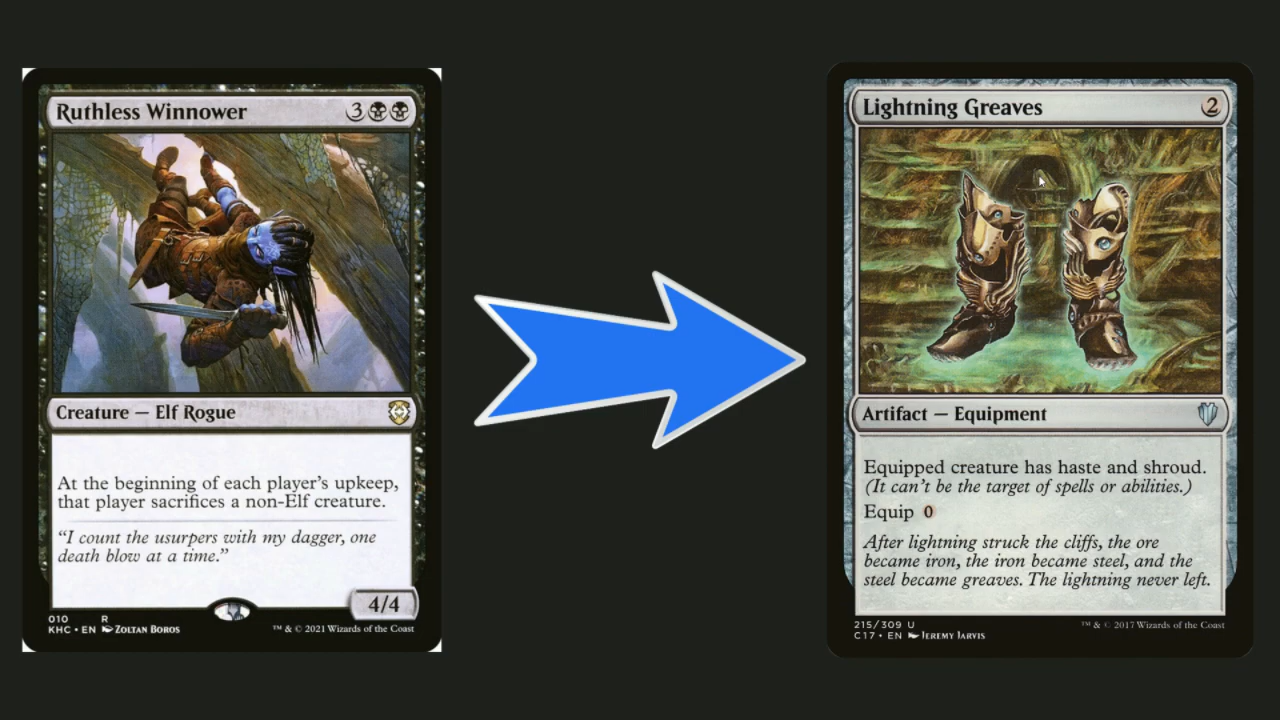 Ruthless Winnower 3
Creature — Elf Rogue
At the beginning of each player's upkeep,
that player sacrifices a non-Elf creature.
“I count the usurpers with my dagger, one
death blow at a time.”
4/4
010 R
KHC • EN Zoltan Boros ™ & © 2021 Wizards of the Coast
Lightning Greaves 2
Artifact — Equipment
Equipped creature has haste and shroud.
(It can't be the target of spells or abilities.)
Equip 0
After lightning struck the cliffs, the ore
became iron, the iron became steel, and the
steel became greaves. The lightning never left.
215/309 U
C17 • EN Jeremy Jarvis ™ & © 2017 Wizards of the Coast